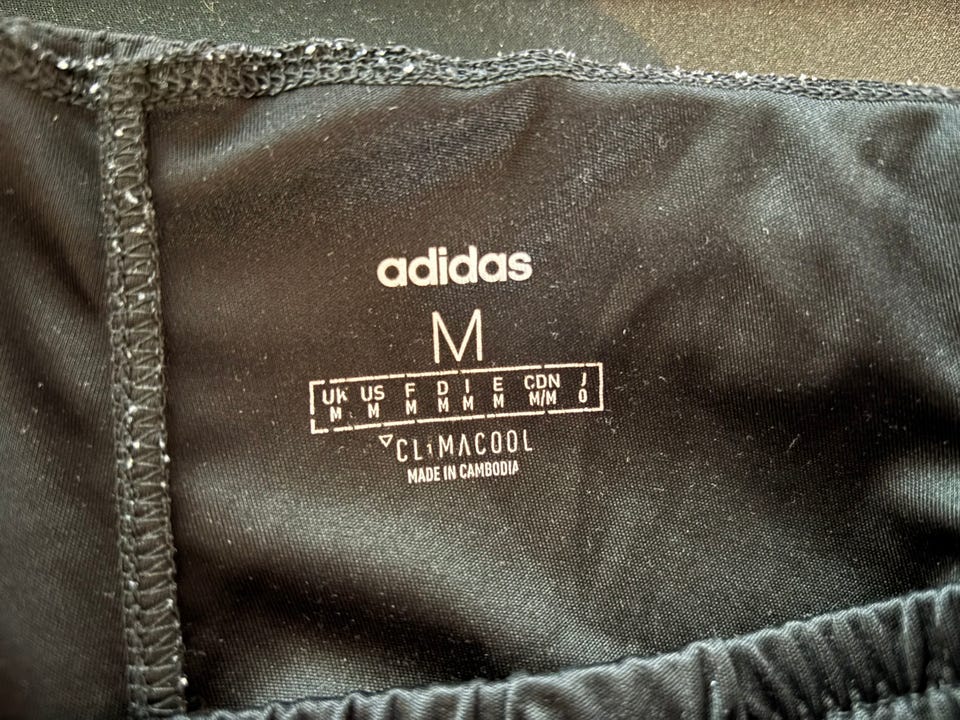 adidas
M
UK US F D I E CDN J
M M M M M M M/M O
CLIMACOOL
MADE IN CAMBODIA